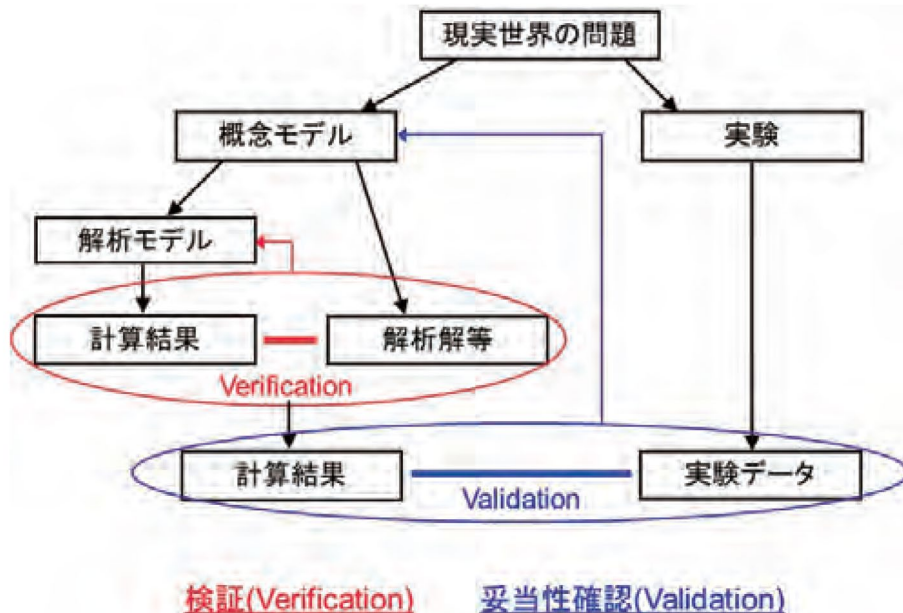 現実世界の問題
概念モデル
実験
解析モデル
計算結果
解析解等
Verification
計算結果
実験データ
Validation
検証(Verification)
妥当性確認(Validation)